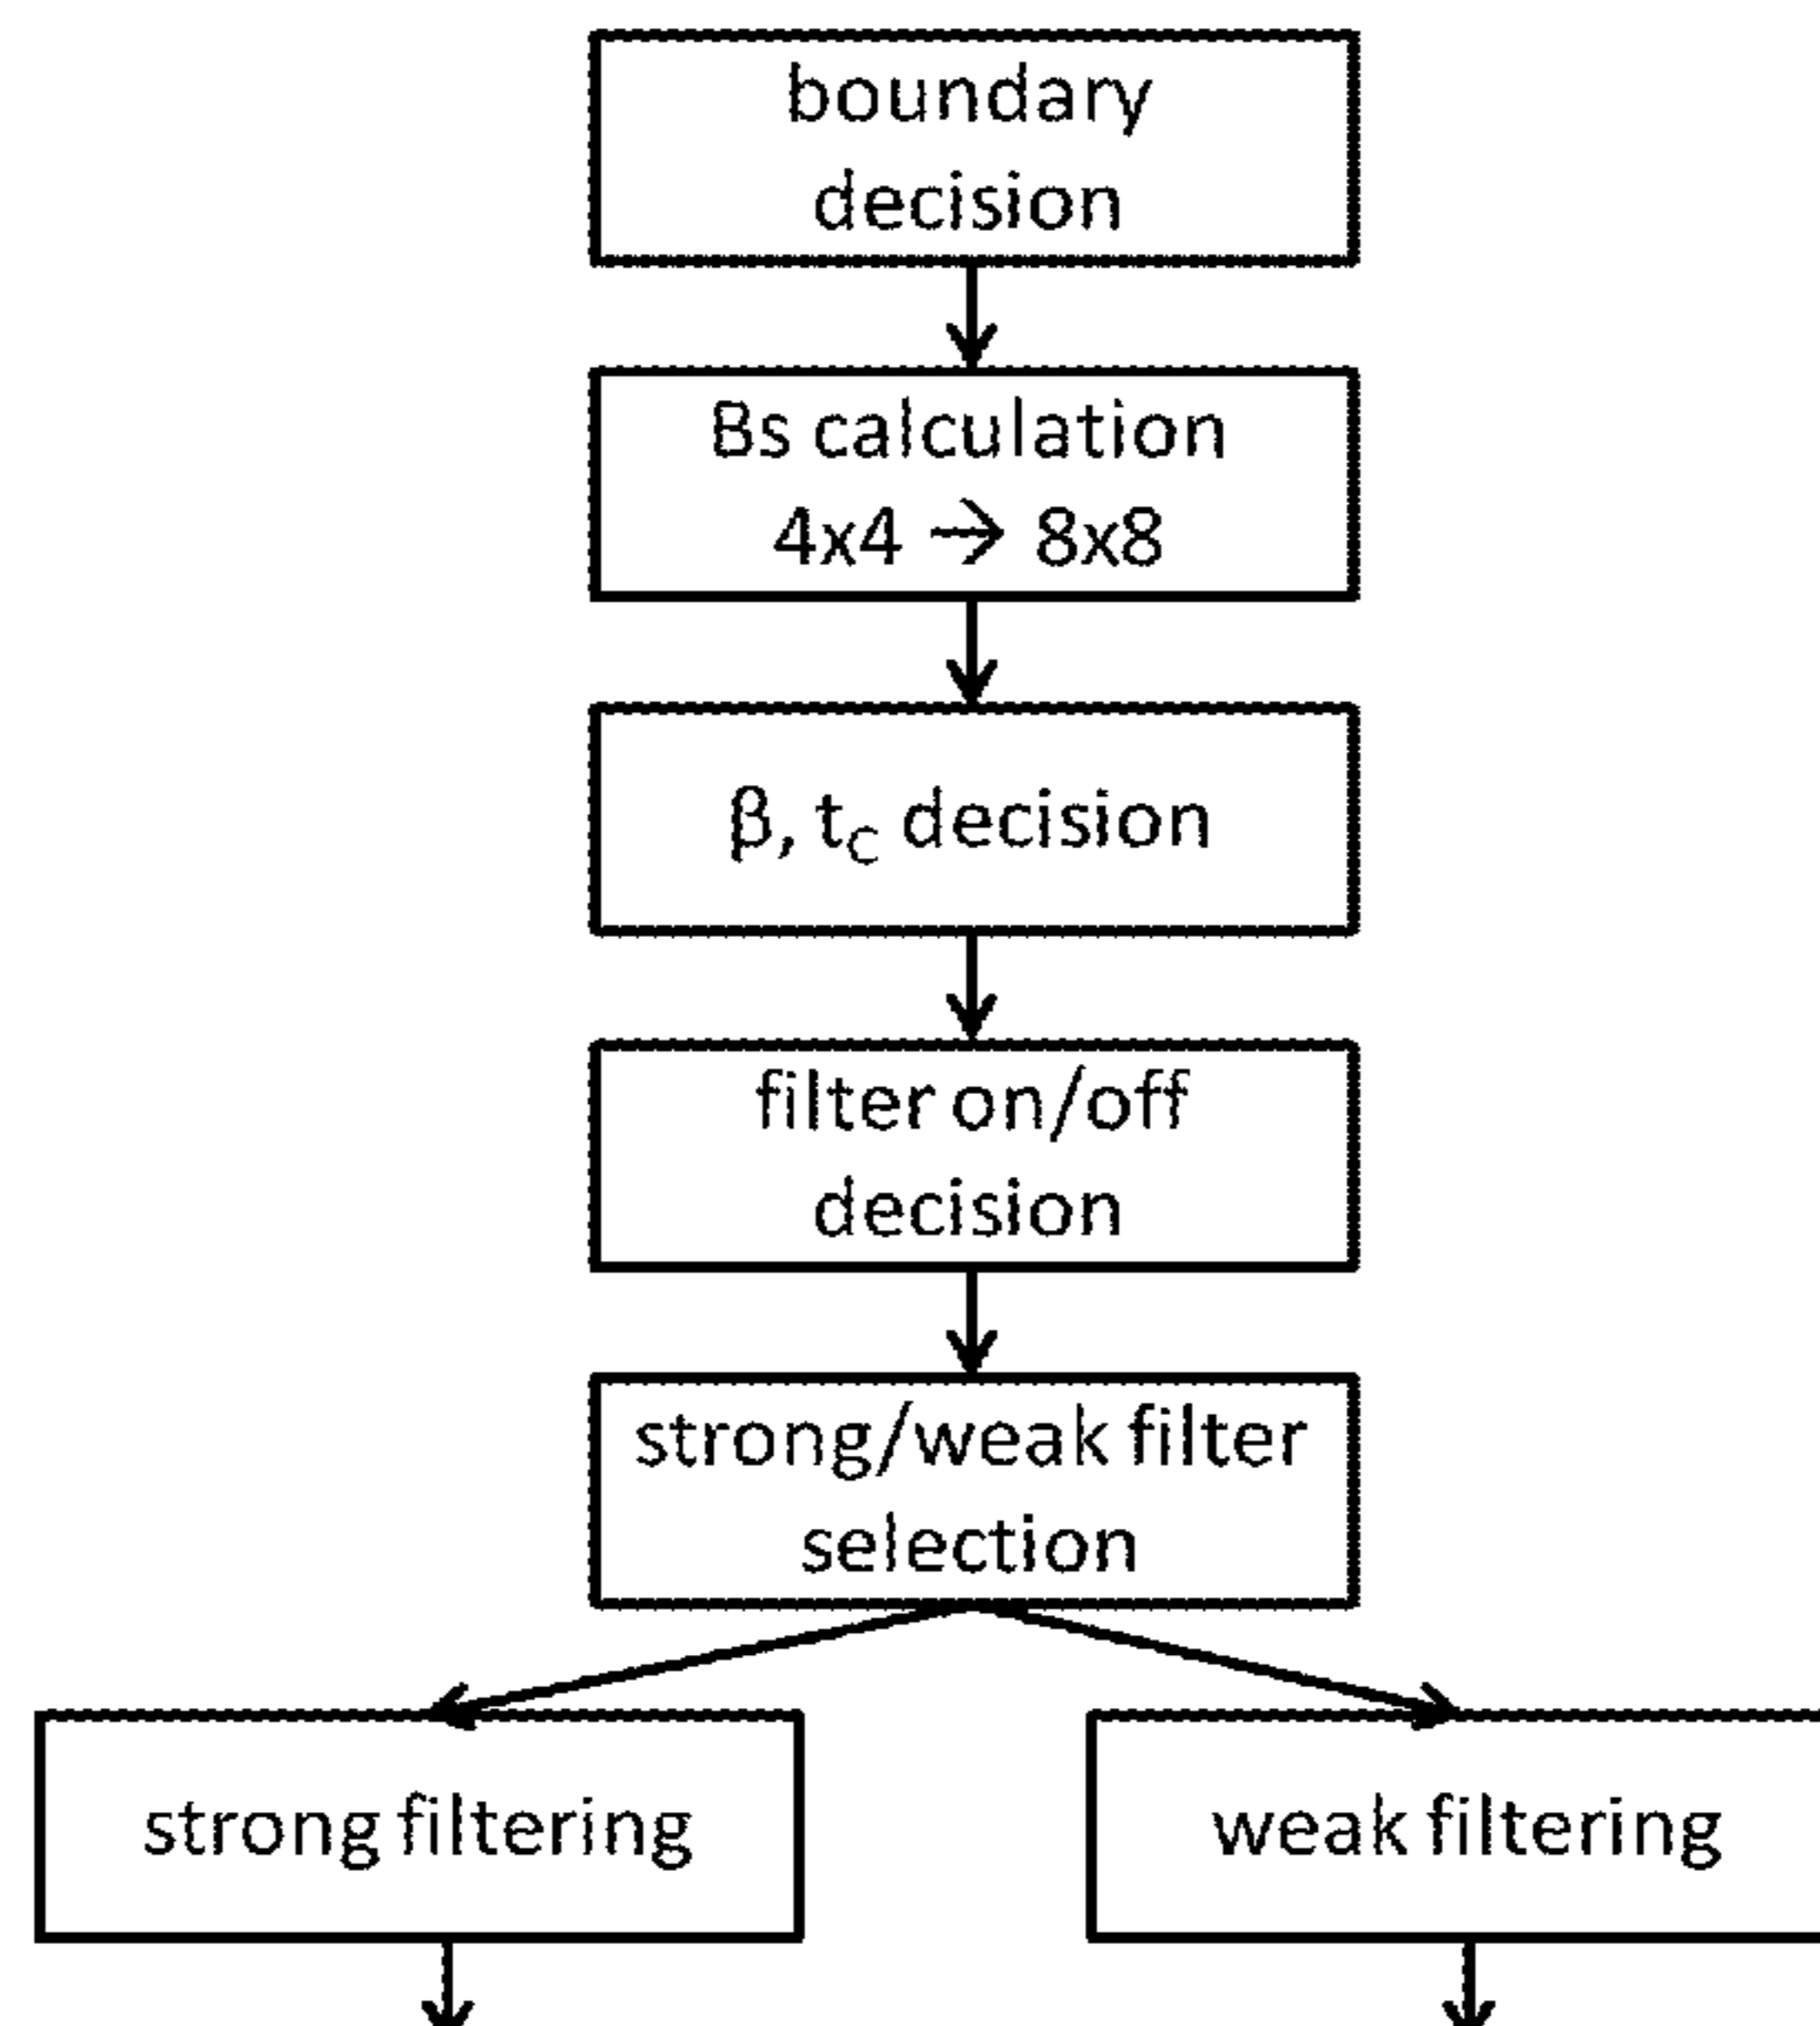 boundary
decision
Bs calculation
4x4 → 8x8
β, tC decision
filter on/off
decision
strong/weak filter
selection
strong filtering
weak filtering